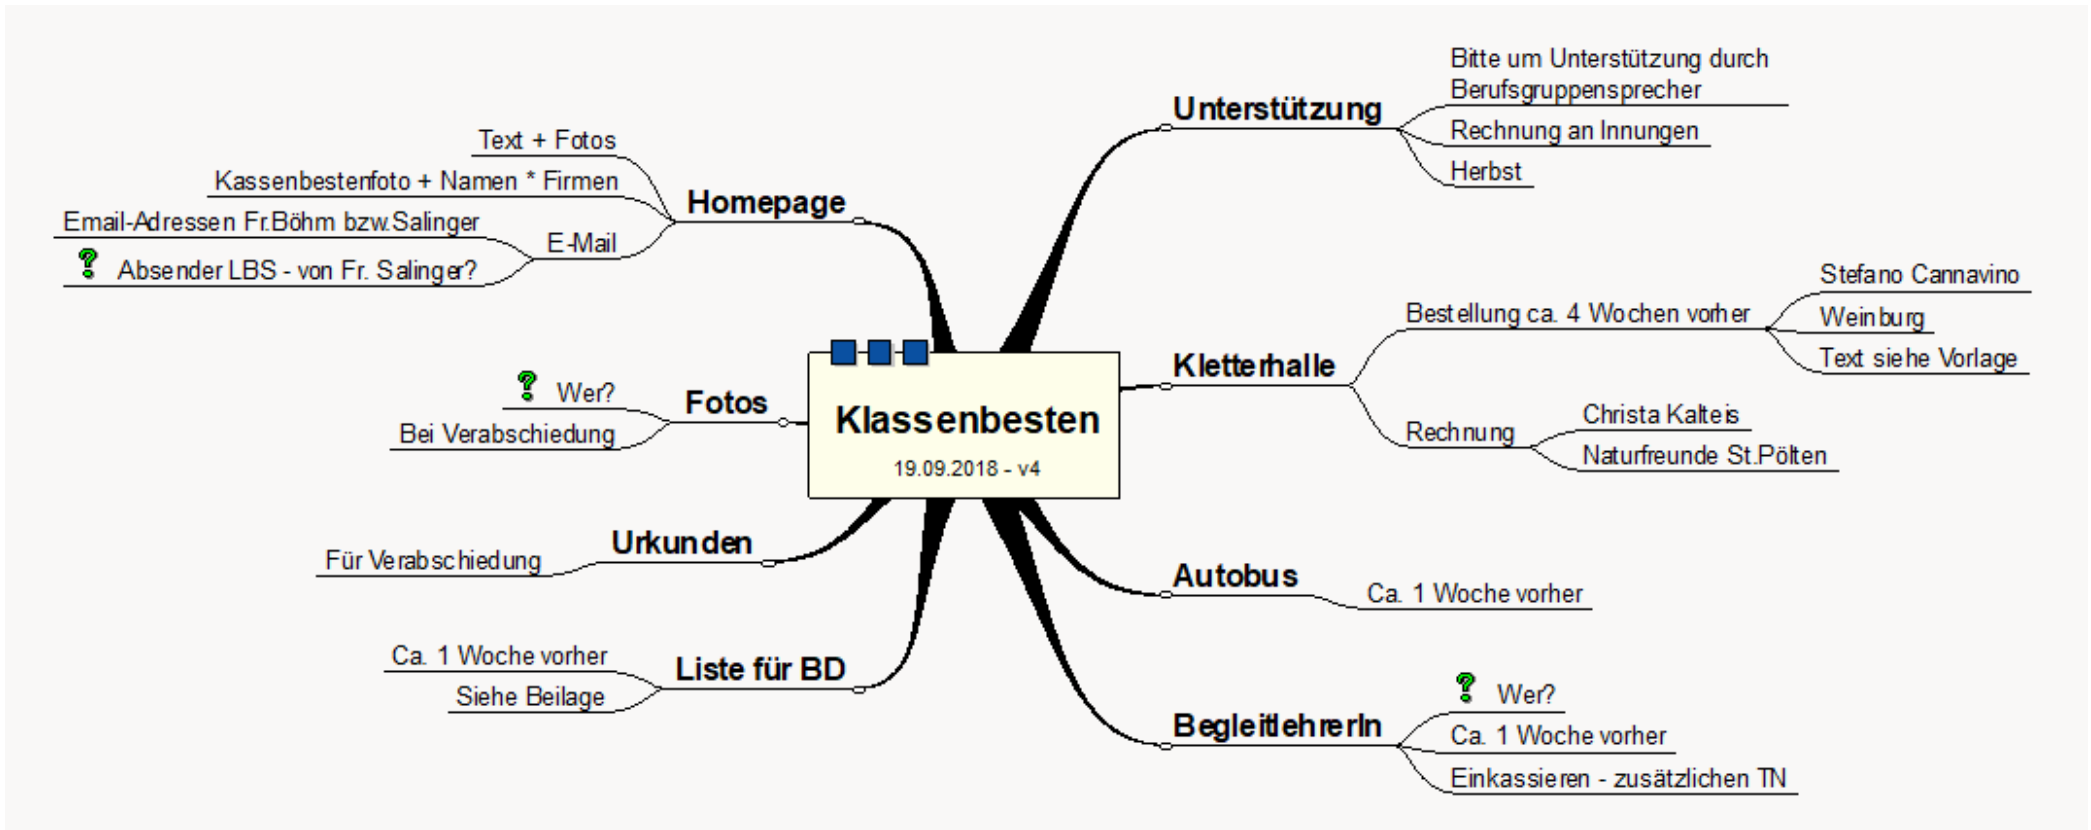 Klassenbesten
19.09.2018 - v4
Unterstützung
Bitte um Unterstützung durch
Berufsgruppensprecher
Rechnung an Innungen
Herbst
Kletterhalle
Bestellung ca. 4 Wochen vorher
Stefano Cannavino
Weinburg
Text siehe Vorlage
Rechnung
Christa Kalteis
Naturfreunde St.Pölten
Autobus
Ca. 1 Woche vorher
BegleitlehrerIn
? Wer?
Ca. 1 Woche vorher
Einkassieren - zusätzlichen TN
Liste für BD
Ca. 1 Woche vorher
Siehe Beilage
Urkunden
Für Verabschiedung
Fotos
? Wer?
Bei Verabschiedung
Homepage
Text + Fotos
Kassenbestenfoto + Namen * Firmen
E-Mail
Email-Adressen Fr.Böhm bzw.Salinger
? Absender LBS - von Fr. Salinger?